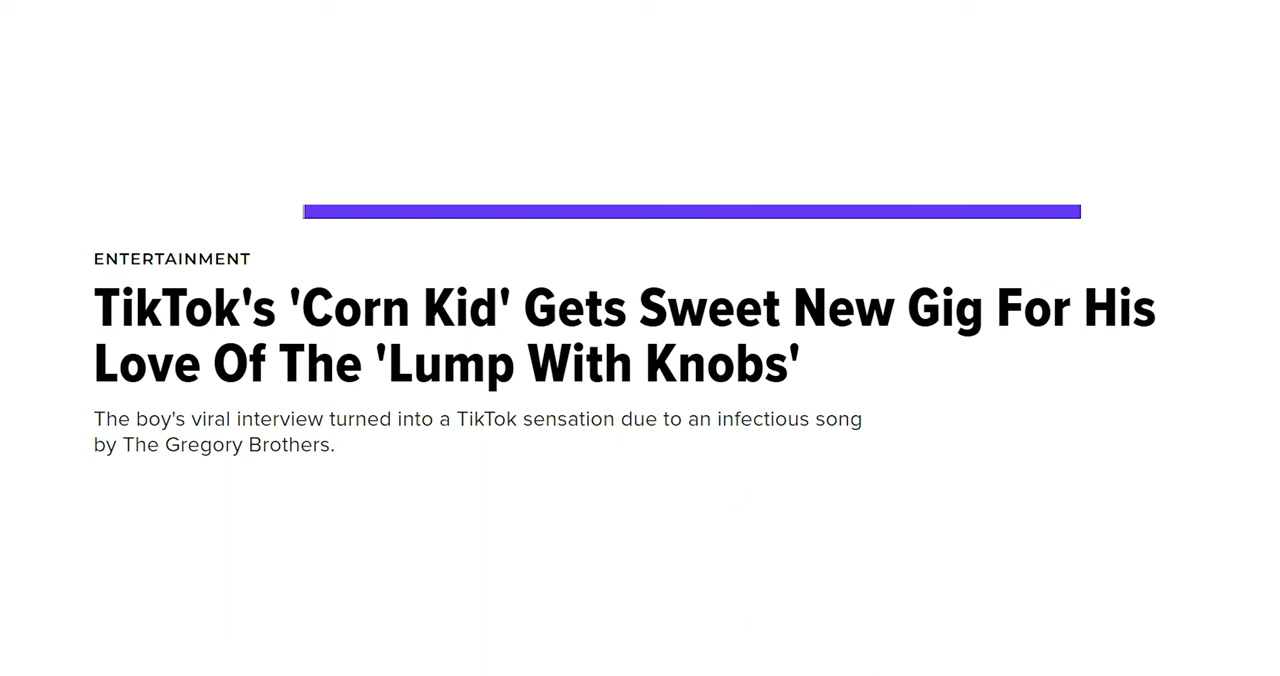 ENTERTAINMENT
TikTok's 'Corn Kid' Gets Sweet New Gig For His
Love Of The 'Lump With Knobs'
The boy's viral interview turned into a TikTok sensation due to an infectious song
by The Gregory Brothers.